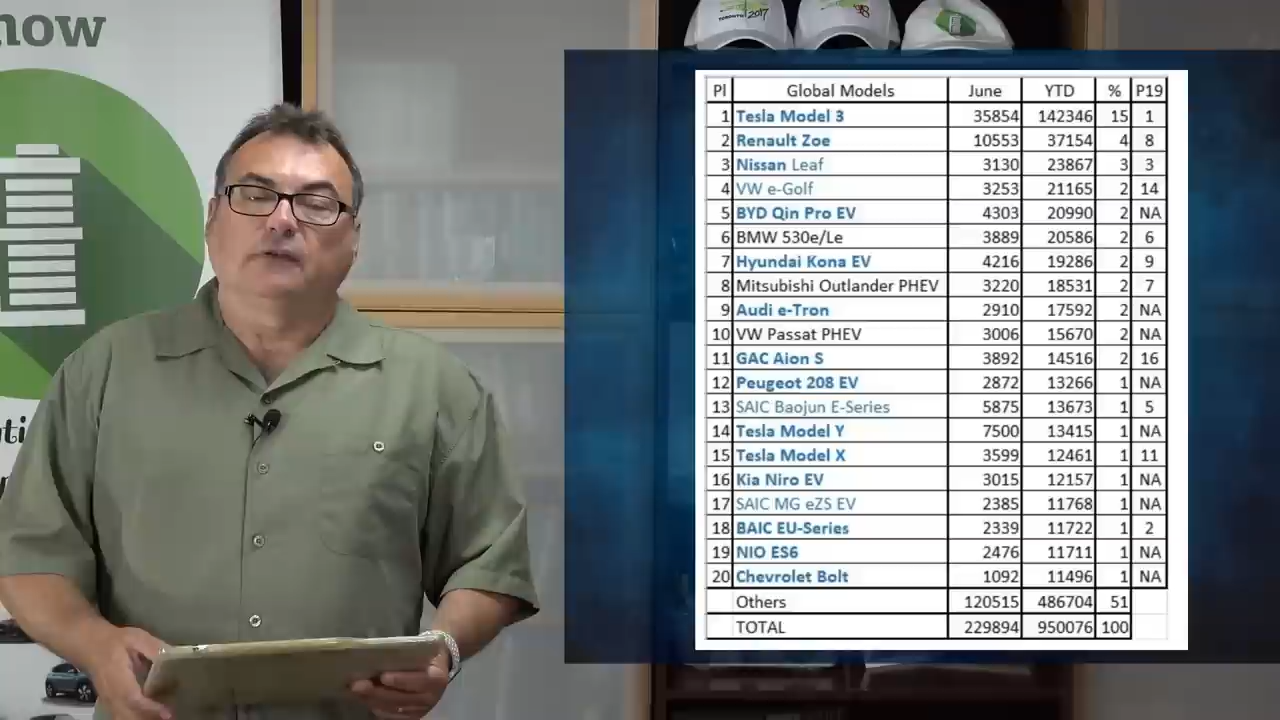 now
TORONTO 2017
Pl Global Models June YTD % P19
1 Tesla Model 3 35854 142346 15 1
2 Renault Zoe 10553 37154 4 8
3 Nissan Leaf 3130 23867 3 3
4 VW e-Golf 3253 21165 2 14
5 BYD Qin Pro EV 4303 20990 2 NA
6 BMW 530e/Le 3889 20586 2 6
7 Hyundai Kona EV 4216 19286 2 9
8 Mitsubishi Outlander PHEV 3220 18531 2 7
9 Audi e-Tron 2910 17592 2 NA
10 VW Passat PHEV 3006 15670 2 NA
11 GAC Aion S 3892 14516 2 16
12 Peugeot 208 EV 2872 13266 1 NA
13 SAIC Baojun E-Series 5875 13673 1 5
14 Tesla Model Y 7500 13415 1 NA
15 Tesla Model X 3599 12461 1 11
16 Kia Niro EV 3015 12157 1 NA
17 SAIC MG eZS EV 2385 11768 1 NA
18 BAIC EU-Series 2339 11722 1 2
19 NIO ES6 2476 11711 1 NA
20 Chevrolet Bolt 1092 11496 1 NA
Others 120515 486704 51
TOTAL 229894 950076 100